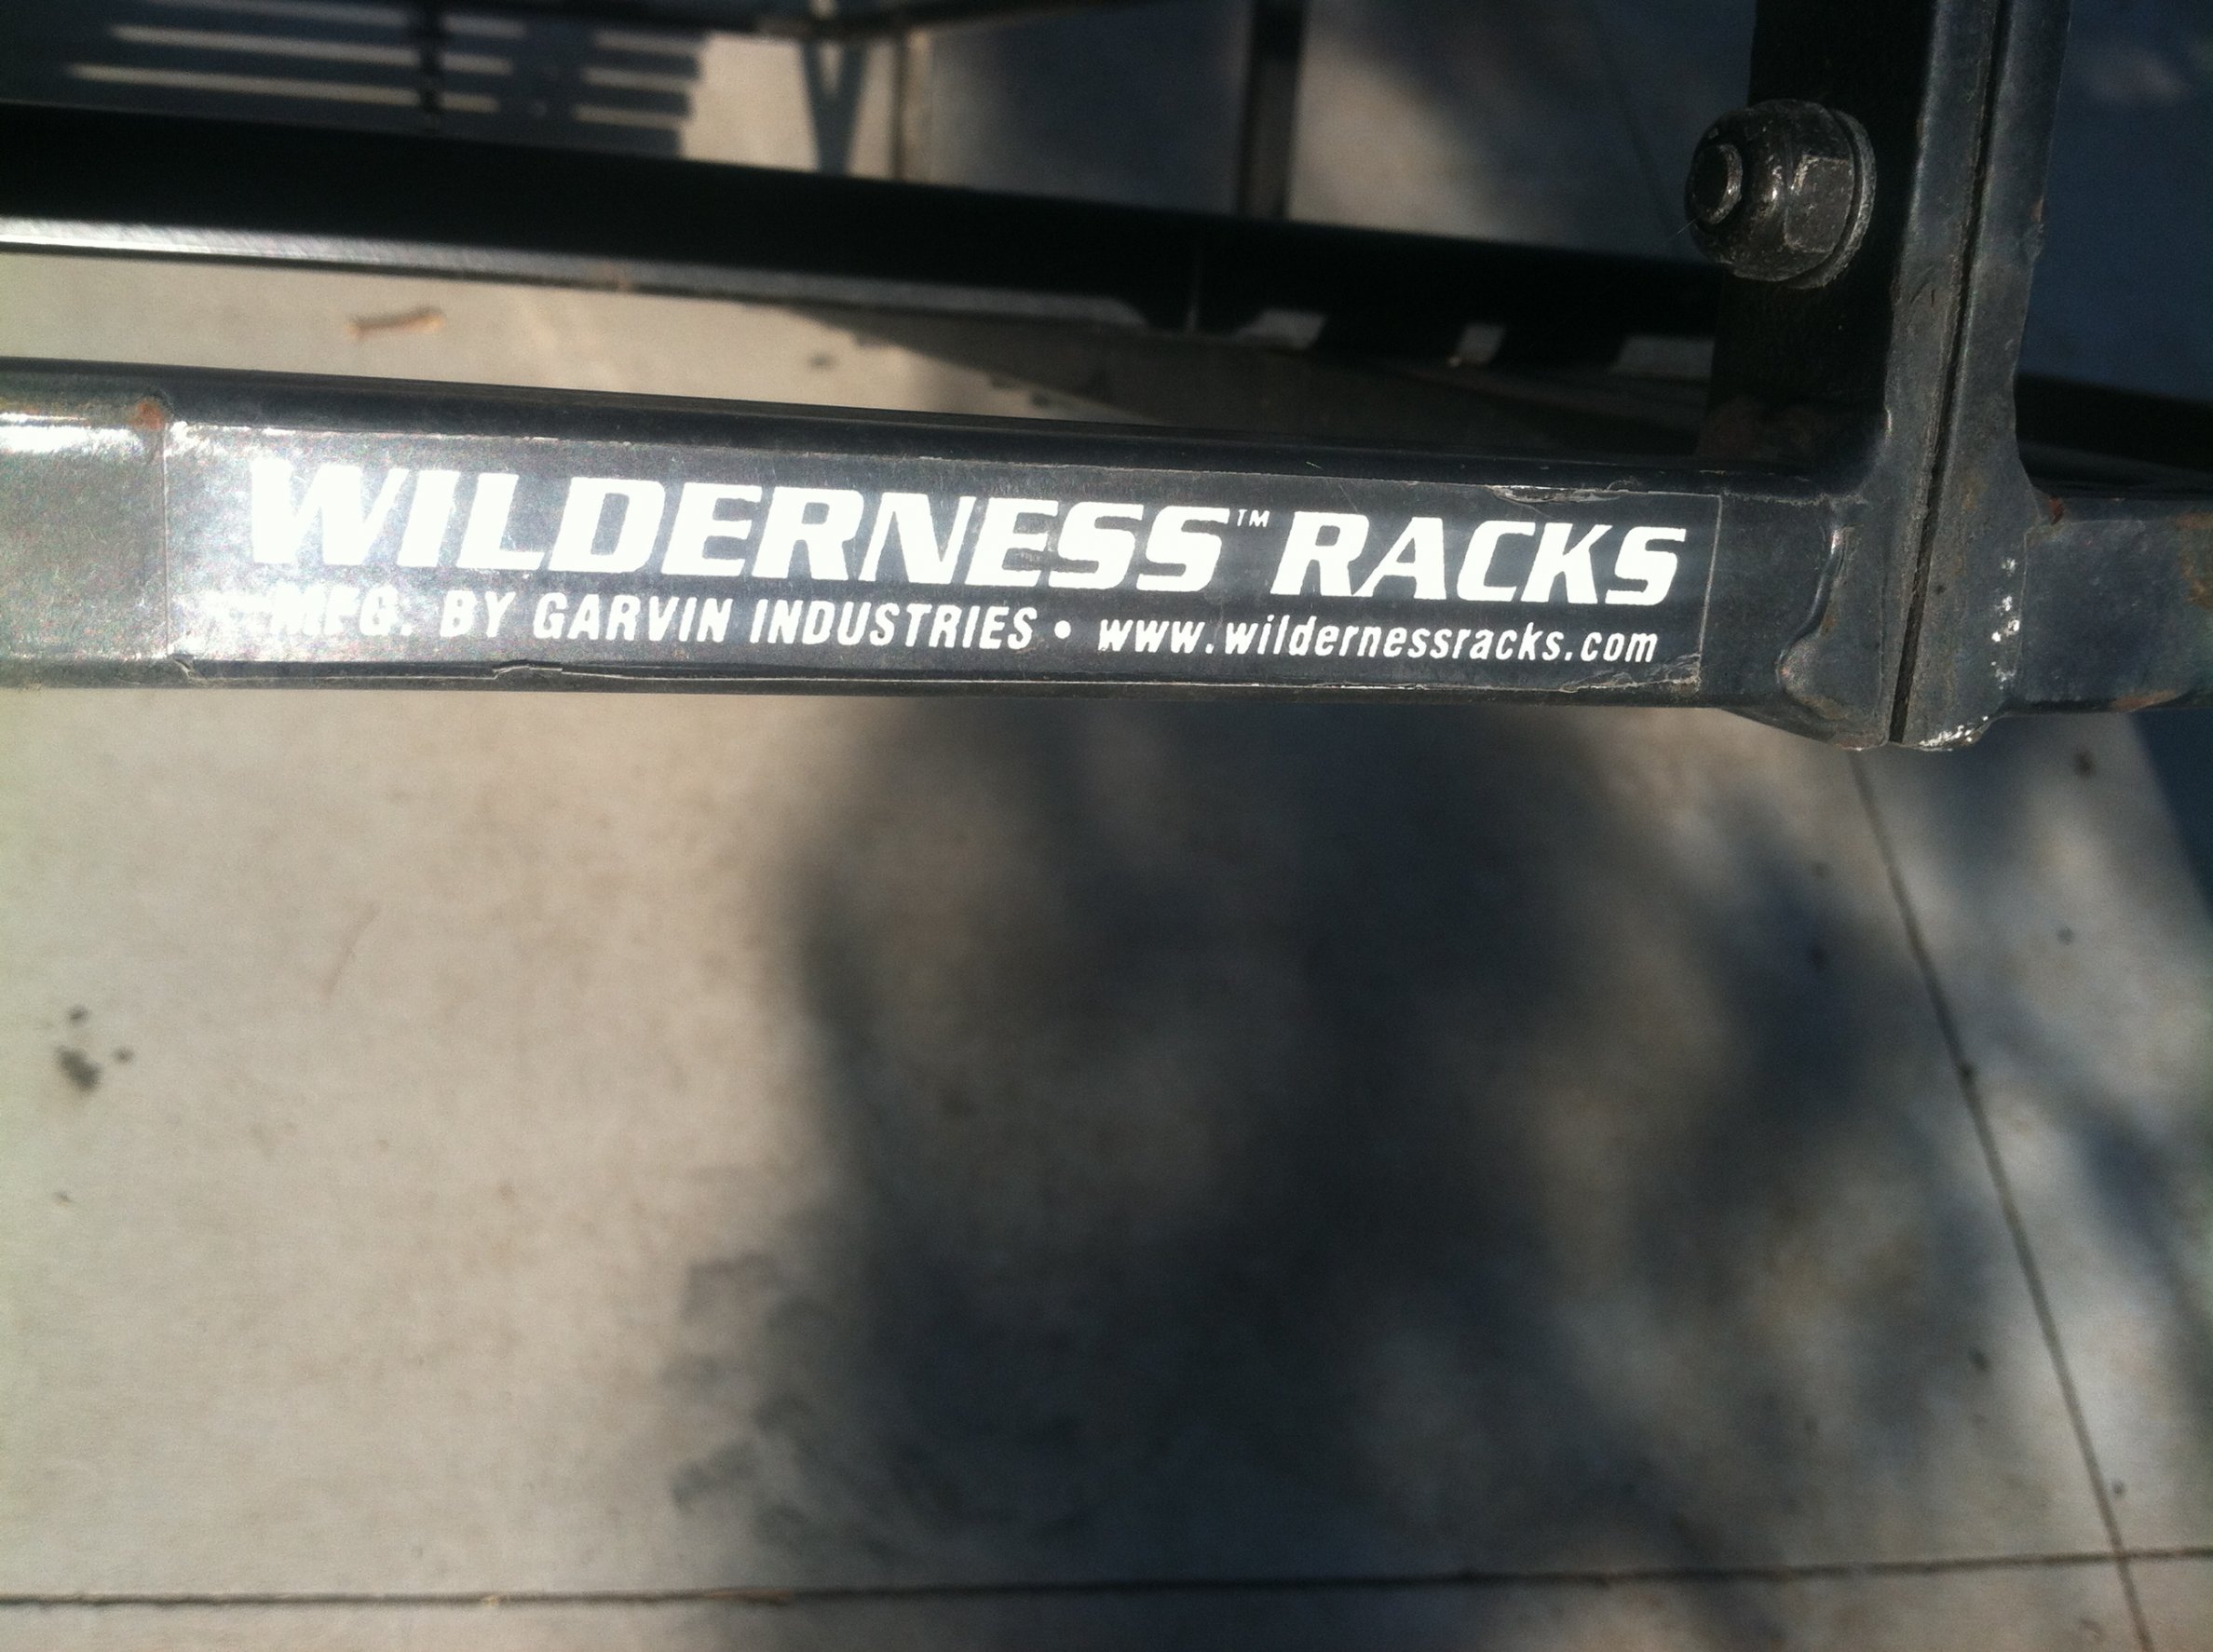 WILDERNESS™ RACKS
MFG. BY GARVIN INDUSTRIES • www.wildernessracks.com